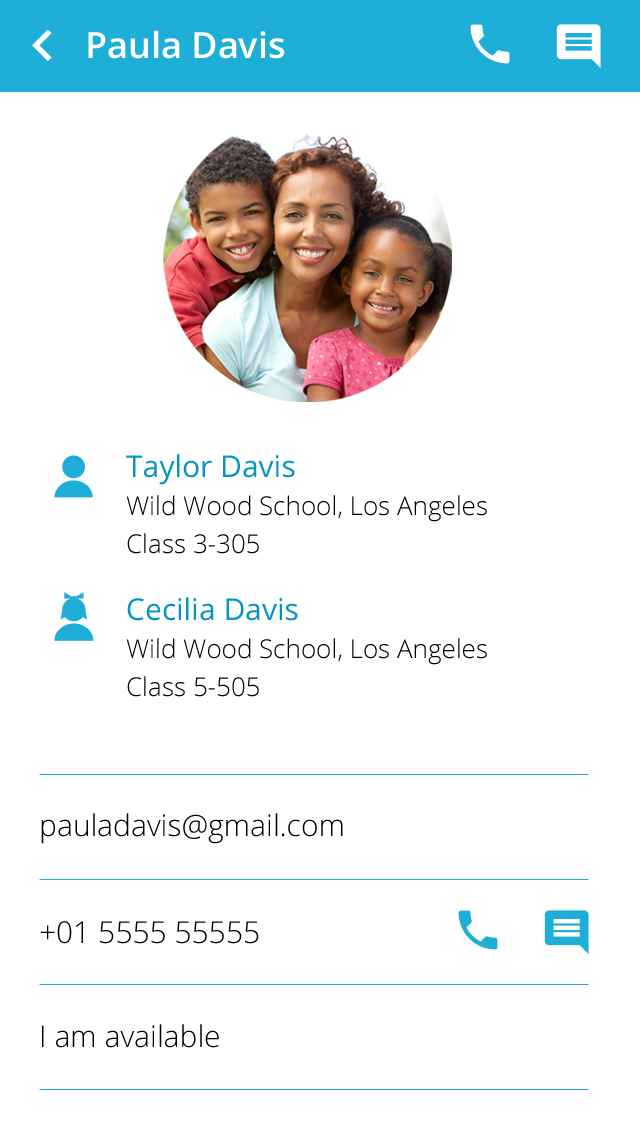 Paula Davis
Taylor Davis
Wild Wood School, Los Angeles
Class 3-305
Cecilia Davis
Wild Wood School, Los Angeles
Class 5-505
pauladavis@gmail.com
+01 5555 55555
I am available